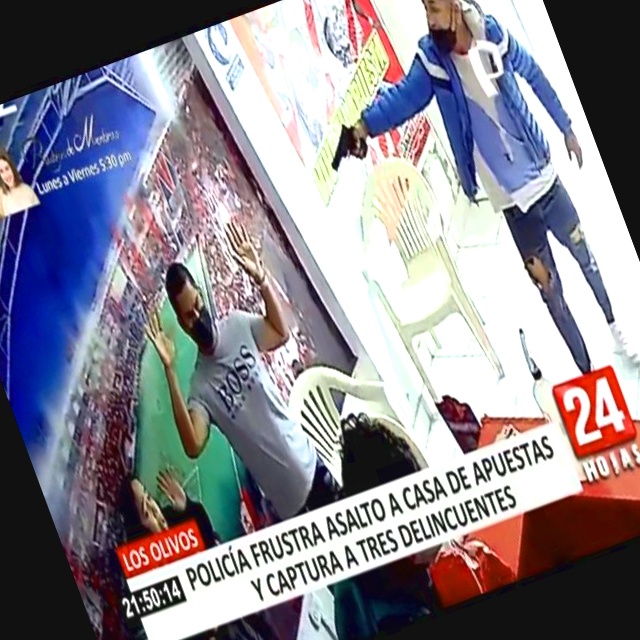 Lunes a Viernes 5:30 pm
BOSS
24
HORAS
LOS OLIVOS
21:50:14
POLICÍA FRUSTRA ASALTO A CASA DE APUESTAS
Y CAPTURA A TRES DELINCUENTES